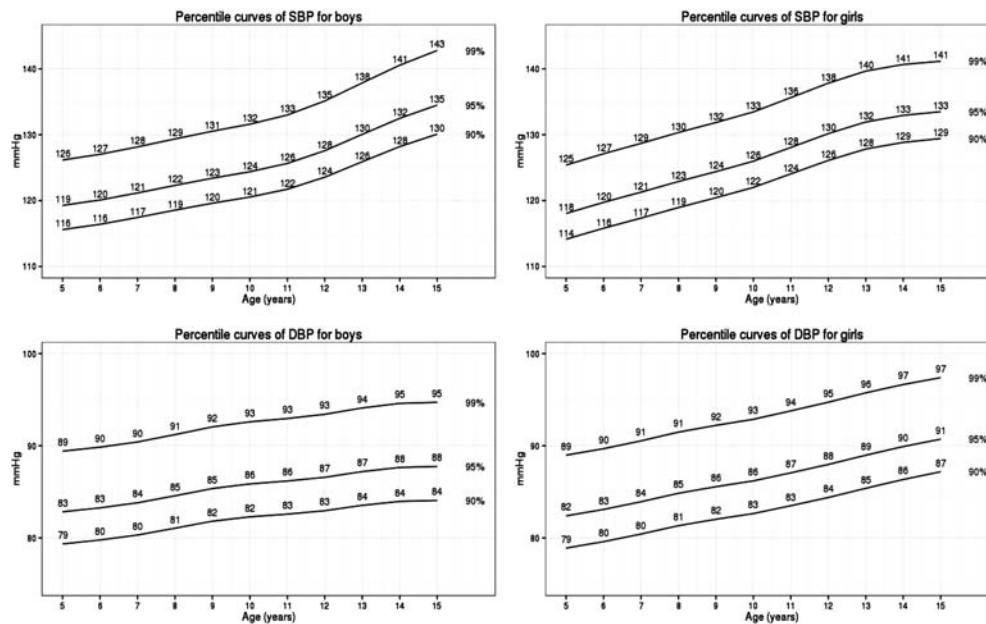 Percentile curves of SBP for boys
mmHg
140
130
120
110
126 127 128 129 131 132 133 135 138 141 143 99%
119 120 121 122 123 124 126 128 130 132 135 95%
116 116 117 119 120 121 122 124 126 128 130 90%
5 6 7 8 9 10 11 12 13 14 15
Age (years)
Percentile curves of SBP for girls
mmHg
140
130
120
110
125 127 129 130 132 133 136 138 140 141 141 99%
118 120 121 123 124 126 128 130 132 133 133 95%
114 116 117 119 120 122 124 126 128 129 129 90%
5 6 7 8 9 10 11 12 13 14 15
Age (years)
Percentile curves of DBP for boys
mmHg
100
90
80
89 90 90 91 92 93 93 93 94 95 95 99%
83 83 84 85 85 86 86 87 87 88 88 95%
79 80 80 81 82 82 83 83 84 84 84 90%
5 6 7 8 9 10 11 12 13 14 15
Age (years)
Percentile curves of DBP for girls
mmHg
100
90
80
89 90 91 91 92 93 94 95 96 97 97 99%
82 83 84 85 86 86 87 88 89 90 91 95%
79 80 80 81 82 83 83 84 85 86 87 90%
5 6 7 8 9 10 11 12 13 14 15
Age (years)